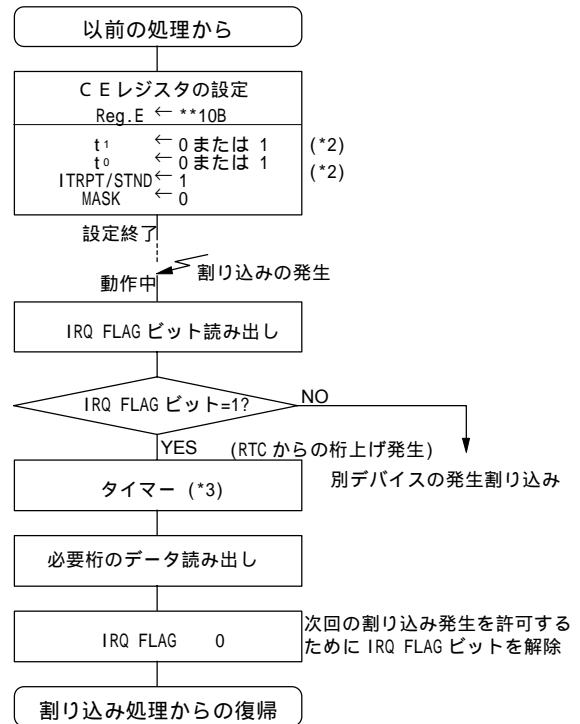 以前の処理から
ＣＥレジスタの設定
Reg.E ← **10B
t1 ← 0または 1 (*2)
t0 ← 0または 1 (*2)
ITRPT/STND ← 1
MASK ← 0
設定終了
割り込みの発生
動作中
IRQ FLAG ビット読み出し
IRQ FLAG ビット=1?
NO
YES (RTC からの桁上げ発生)
別デバイスの発生割り込み
タイマー (*3)
必要桁のデータ読み出し
次回の割り込み発生を許可する
IRQ FLAG 0
ために IRQ FLAG ビットを解除
割り込み処理からの復帰